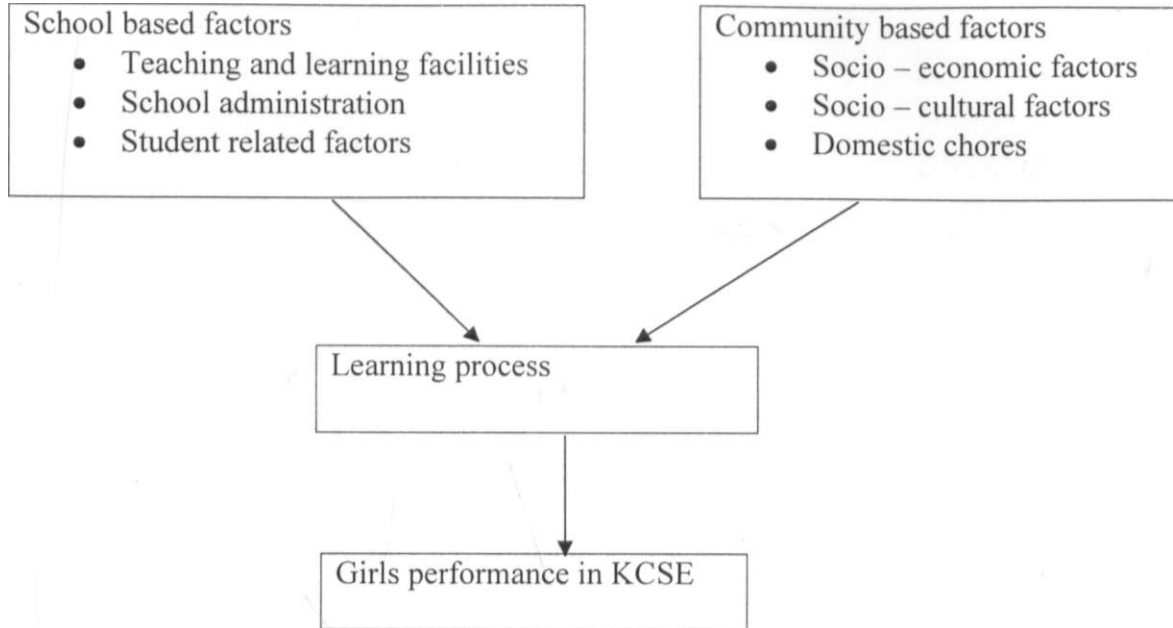 School based factors
• Teaching and learning facilities
• School administration
• Student related factors
Community based factors
• Socio – economic factors
• Socio – cultural factors
• Domestic chores
Learning process
Girls performance in KCSE